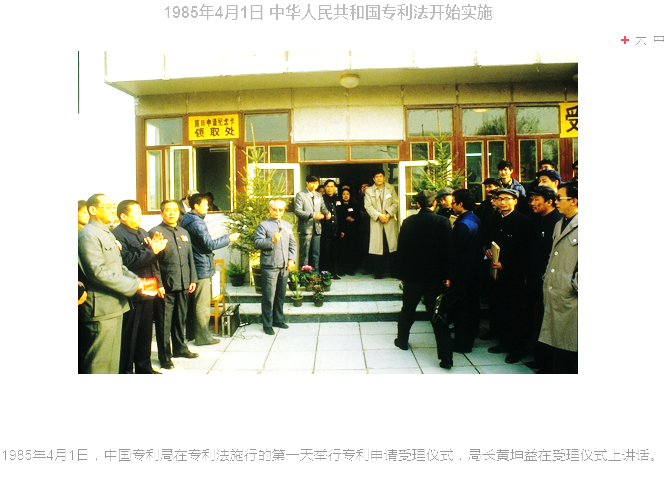 1985年4月1日 中华人民共和国专利法开始实施
大 中
首日申请纪念卡
领取处
受
1985年4月1日，中国专利局在专利法施行的第一天举行专利申请受理仪式，局长黄坤益在受理仪式上讲话。